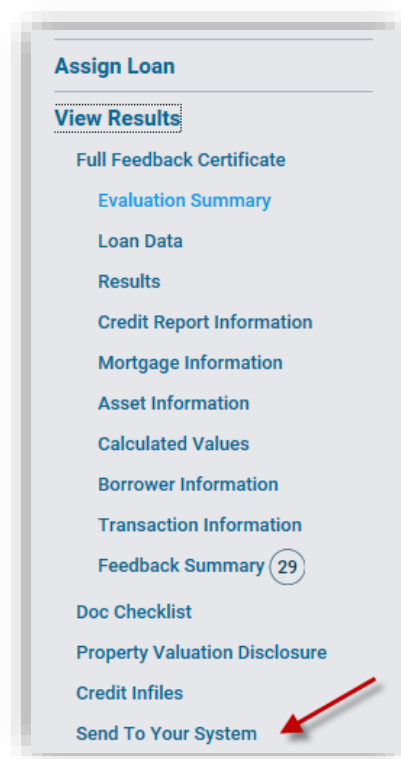 Assign Loan
View Results
Full Feedback Certificate
Evaluation Summary
Loan Data
Results
Credit Report Information
Mortgage Information
Asset Information
Calculated Values
Borrower Information
Transaction Information
Feedback Summary 29
Doc Checklist
Property Valuation Disclosure
Credit Infiles
Send To Your System